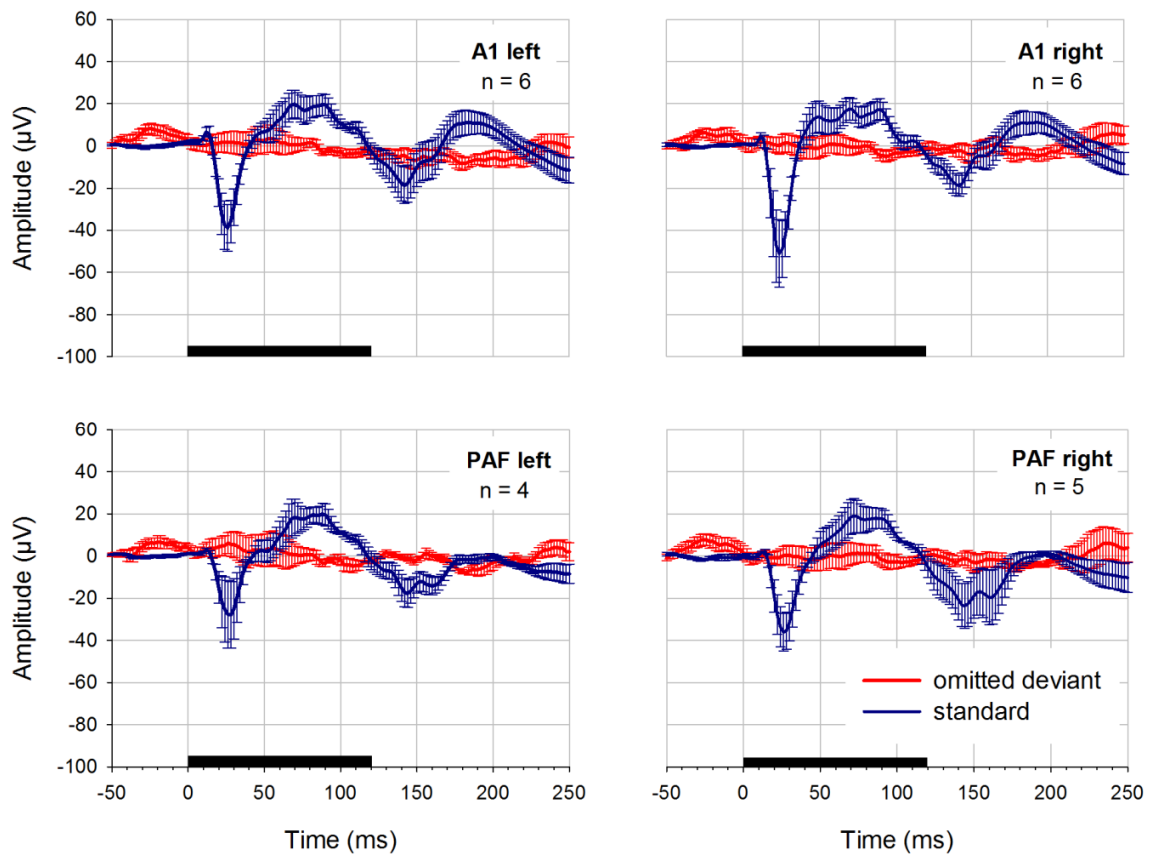 60
40
20
0
-20
-40
-60
-80
-100
Amplitude (µV)
A1 left
n = 6
A1 right
n = 6
60
40
20
0
-20
-40
-60
-80
-100
Amplitude (µV)
PAF left
n = 4
PAF right
n = 5
omitted deviant
standard
-50 0 50 100 150 200 250
Time (ms)
-50 0 50 100 150 200 250
Time (ms)